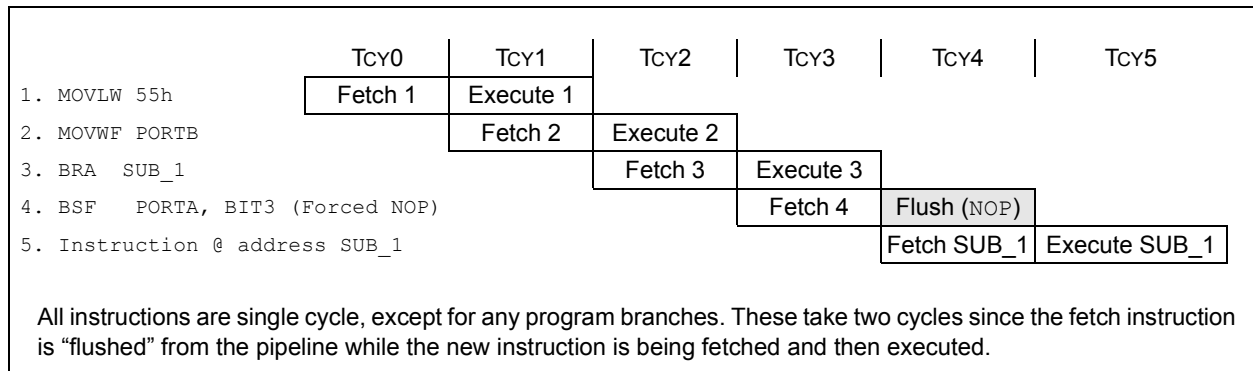 TCY0 TCY1 TCY2 TCY3 TCY4 TCY5
1. MOVLW 55h Fetch 1 Execute 1
2. MOVWF PORTB Fetch 2 Execute 2
3. BRA SUB_1 Fetch 3 Execute 3
4. BSF PORTA, BIT3 (Forced NOP) Fetch 4 Flush (NOP)
5. Instruction @ address SUB_1 Fetch SUB_1 Execute SUB_1
All instructions are single cycle, except for any program branches. These take two cycles since the fetch instruction
is “flushed” from the pipeline while the new instruction is being fetched and then executed.